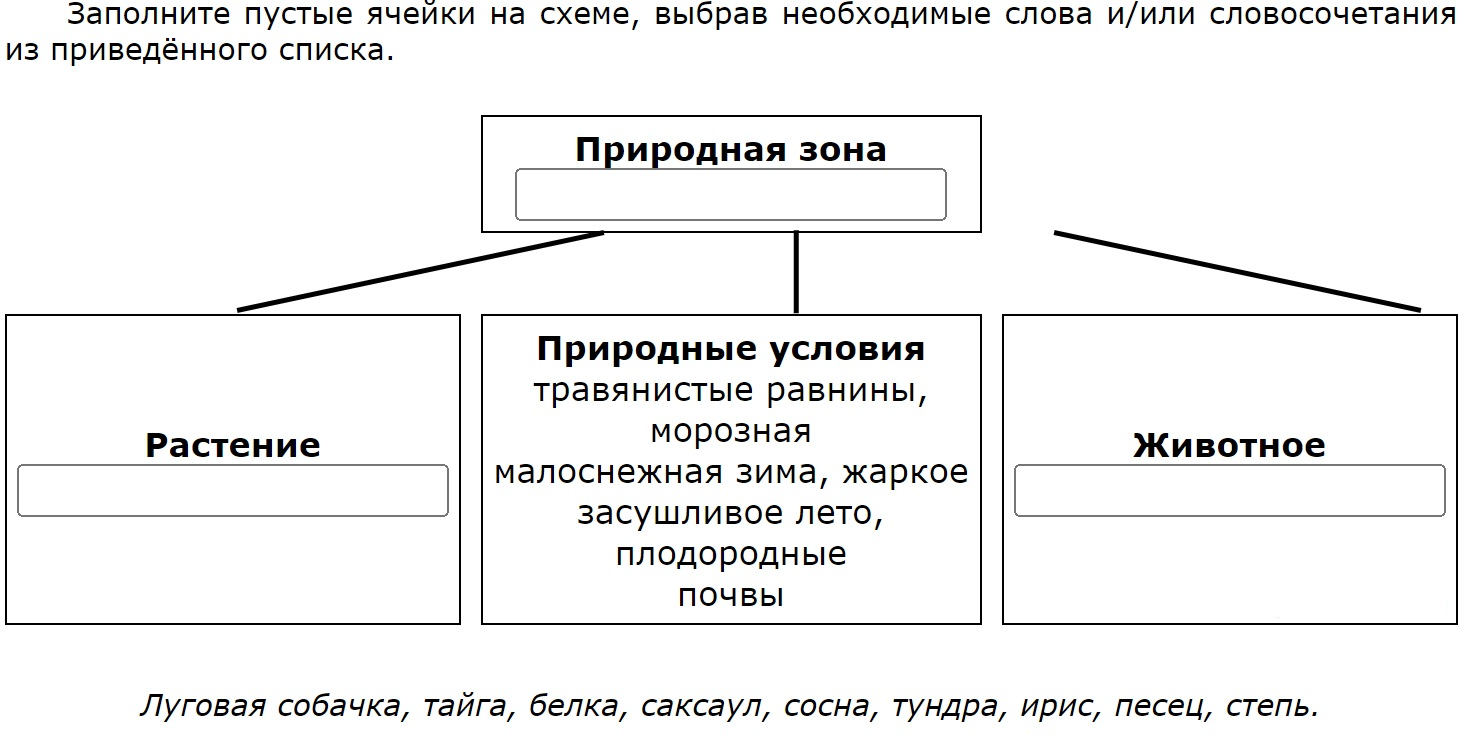 Заполните пустые ячейки на схеме, выбрав необходимые слова и/или словосочетания
из приведённого списка.
Природная зона
Растение
Природные условия
травянистые равнины,
морозная
малоснежная зима, жаркое
засушливое лето,
плодородные
почвы
Животное
Луговая собачка, тайга, белка, саксаул, сосна, тундра, ирис, песец, степь.